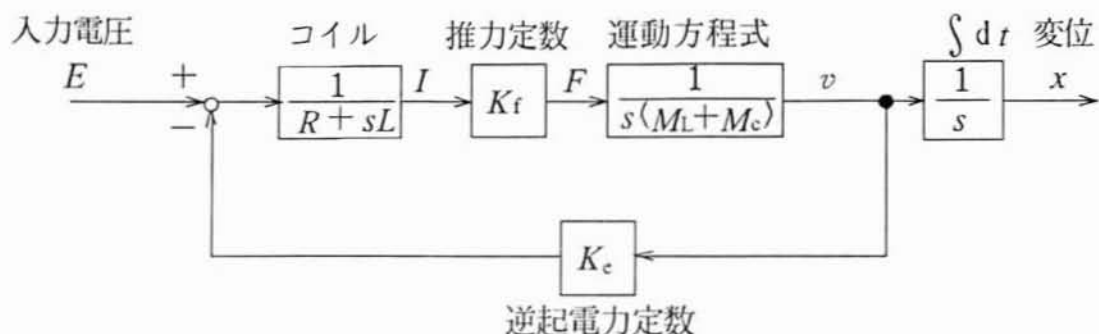 入力電圧
コイル
推力定数
運動方程式
∫dt 変位
E
+
−
1
R+sL
I
Kf
F
1
s(ML+Mc)
v
1
s
x
Ke
逆起電力定数